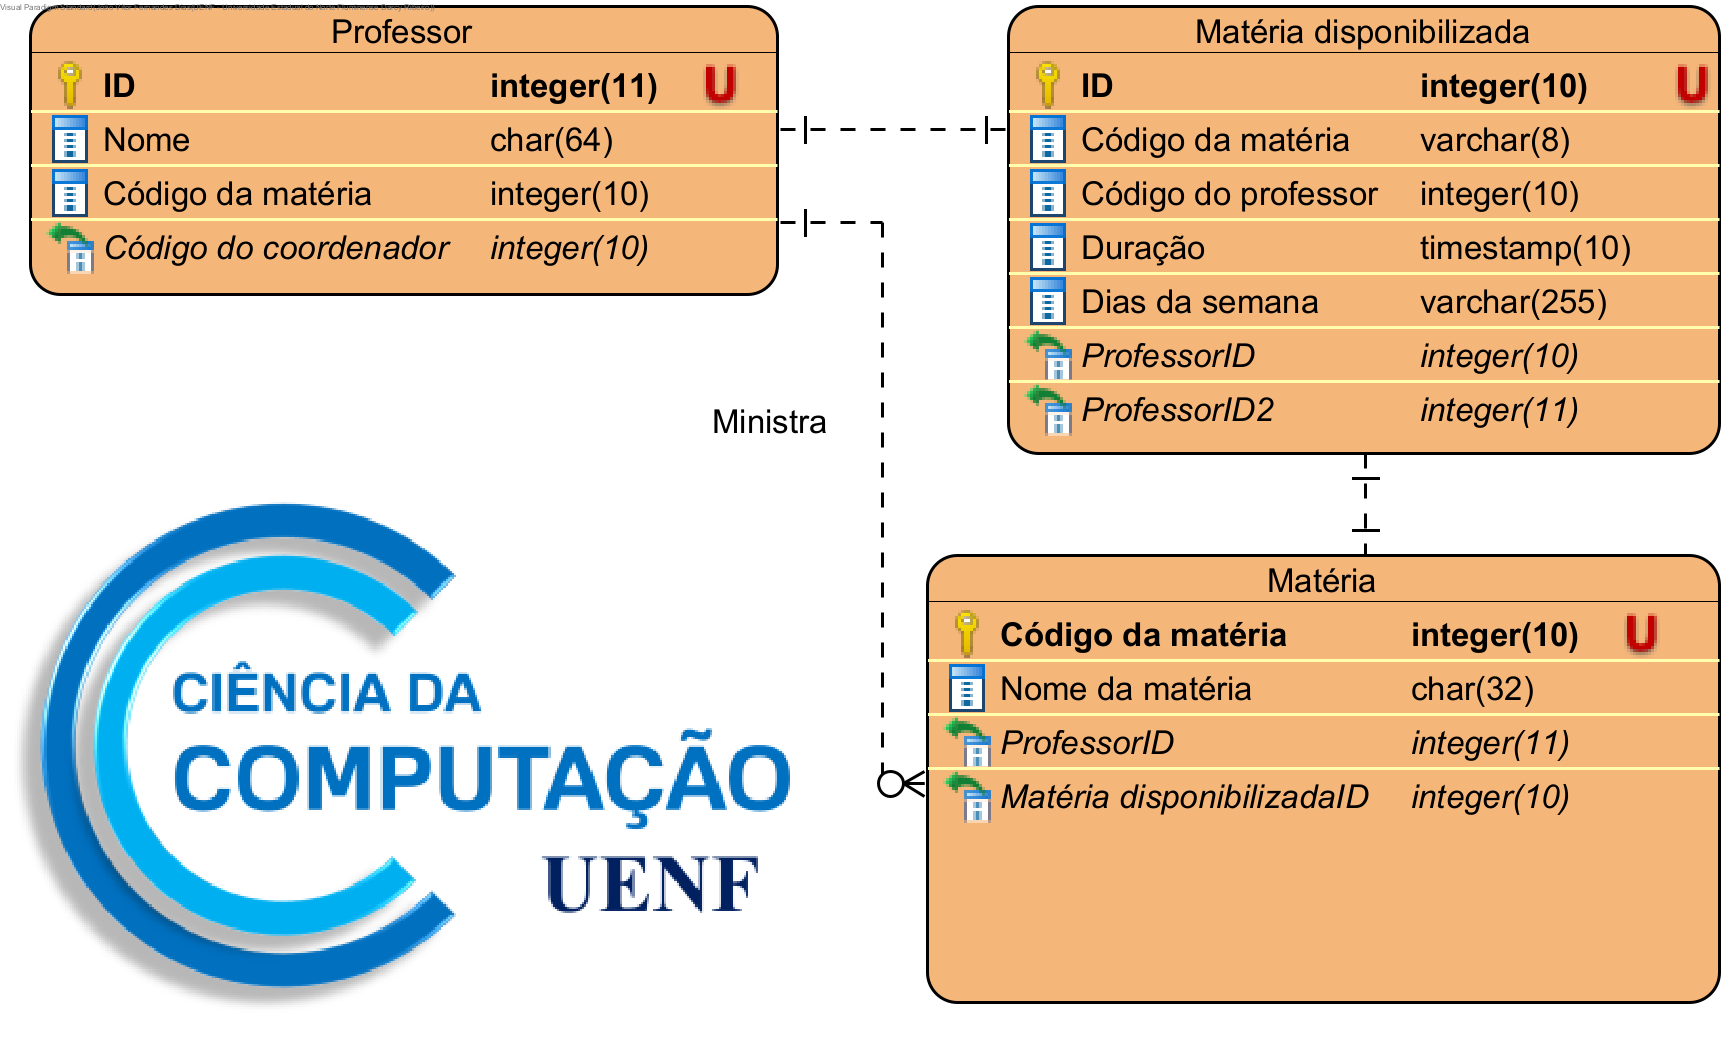 Professor
ID integer(11) U
Nome char(64)
Código da matéria integer(10)
Código do coordenador integer(10)
Matéria disponibilizada
ID integer(10) U
Código da matéria varchar(8)
Código do professor integer(10)
Duração timestamp(10)
Dias da semana varchar(255)
ProfessorID integer(10)
ProfessorID2 integer(11)
Ministra
Matéria
Código da matéria integer(10) U
Nome da matéria char(32)
ProfessorID integer(11)
Matéria disponibilizadaID integer(10)
CIÊNCIA DA
COMPUTAÇÃO
UENF